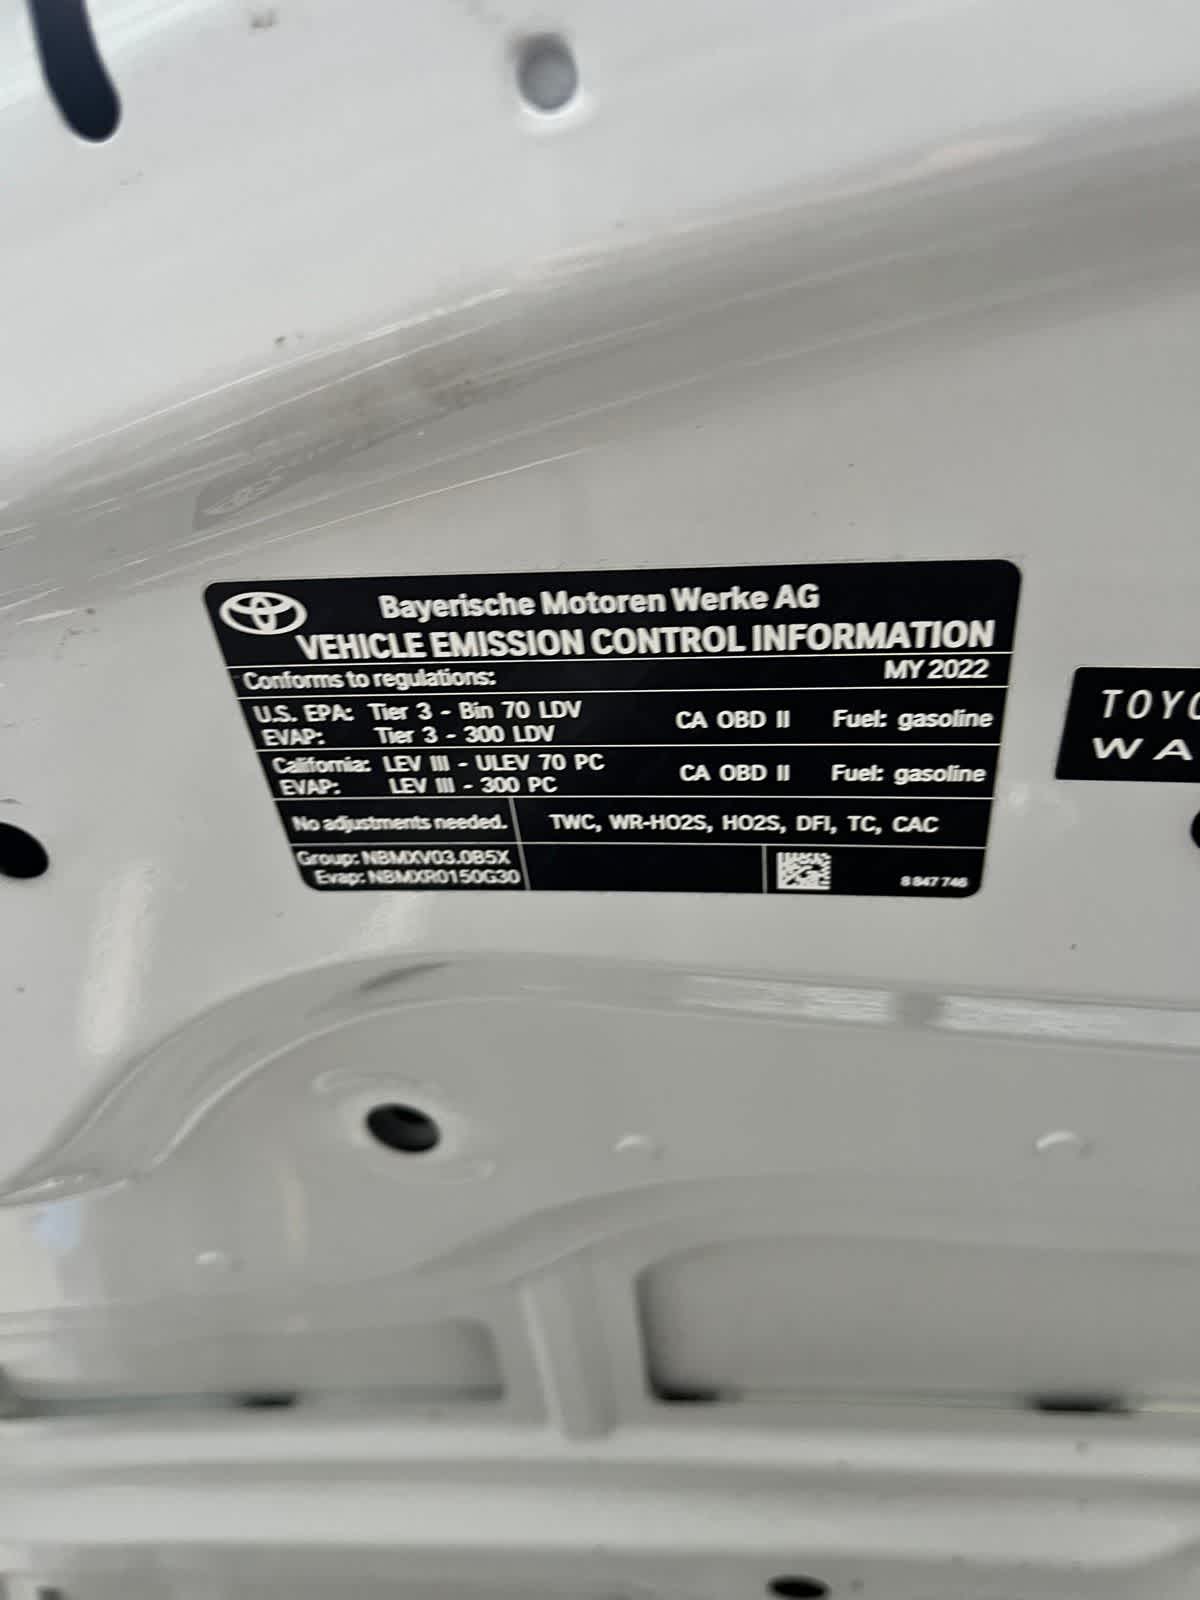 Bayerische Motoren Werke AG
VEHICLE EMISSION CONTROL INFORMATION
Conforms to regulations: MY 2022
U.S. EPA: Tier 3 - Bin 70 LDV CA OBD II Fuel: gasoline
EVAP: Tier 3 - 300 LDV
California: LEV III - ULEV 70 PC CA OBD II Fuel: gasoline
EVAP: LEV III - 300 PC
No adjustments needed. TWC, WR-HO2S, HO2S, DFI, TC, CAC
Group: NBMXV03.0B5X
Evap: NBMXR0150G30
8 847 746
TOYO
WA